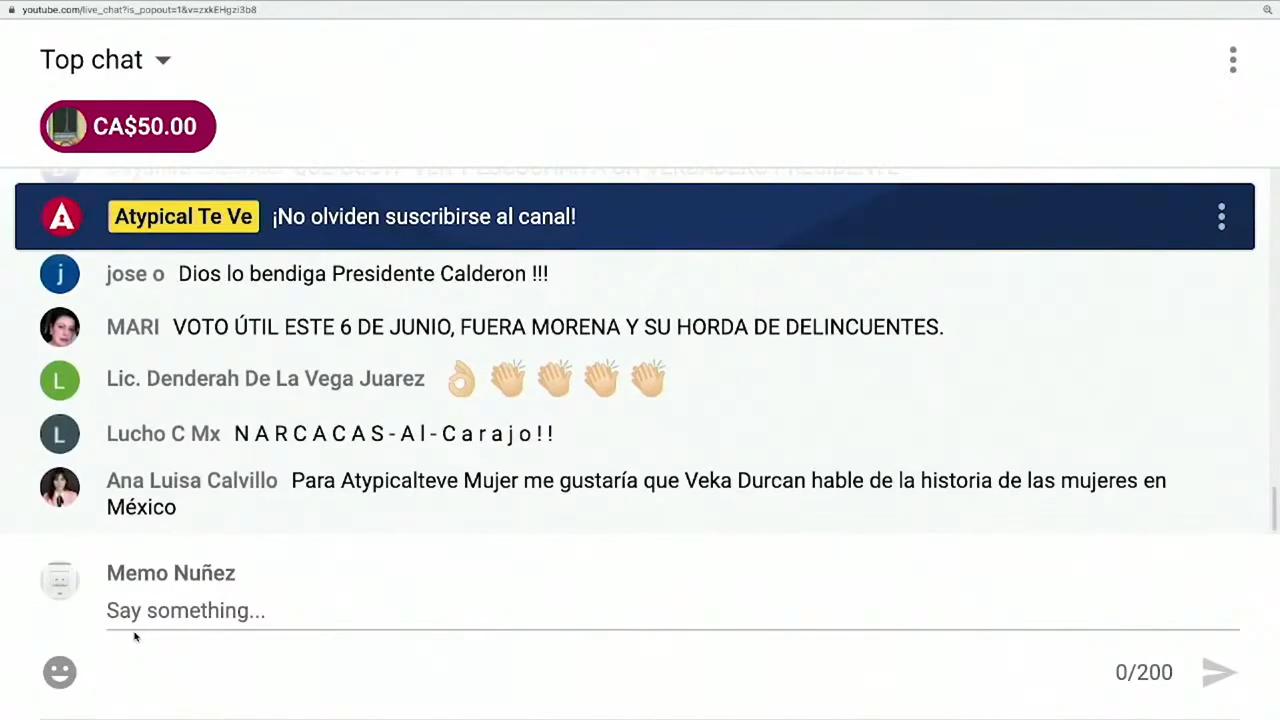 youtube.com/live_chat?is_popout=1&v=zxkEHgzi3b8
Top chat
CA$50.00
Atypical Te Ve ¡No olviden suscribirse al canal!
jose o Dios lo bendiga Presidente Calderon !!!
MARI VOTO ÚTIL ESTE 6 DE JUNIO, FUERA MORENA Y SU HORDA DE DELINCUENTES.
Lic. Denderah De La Vega Juarez 👌🏻 👏🏻 👏🏻 👏🏻 👏🏻
Lucho C Mx N A R C A C A S - A l - C a r a j o ! !
Ana Luisa Calvillo Para Atypicalteve Mujer me gustaría que Veka Durcan hable de la historia de las mujeres en
México
Memo Nuñez
Say something...
0/200